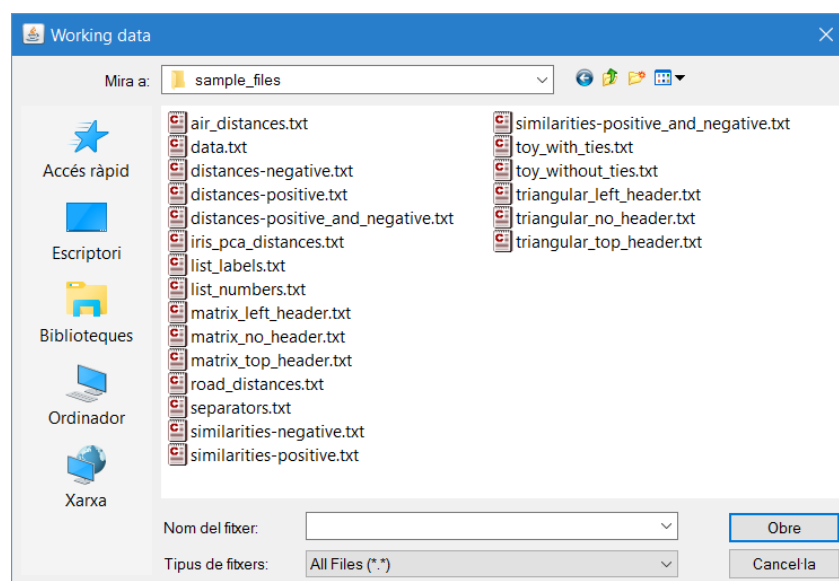 Working data
Mira a: sample_files
Accés ràpid
Escriptori
Biblioteques
Ordinador
Xarxa
air_distances.txt
data.txt
distances-negative.txt
distances-positive.txt
distances-positive_and_negative.txt
iris_pca_distances.txt
list_labels.txt
list_numbers.txt
matrix_left_header.txt
matrix_no_header.txt
matrix_top_header.txt
road_distances.txt
separators.txt
similarities-negative.txt
similarities-positive.txt
similarities-positive_and_negative.txt
toy_with_ties.txt
toy_without_ties.txt
triangular_left_header.txt
triangular_no_header.txt
triangular_top_header.txt
Nom del fitxer:
Obre
Tipus de fitxers: All Files (*.*)
Cancel·la